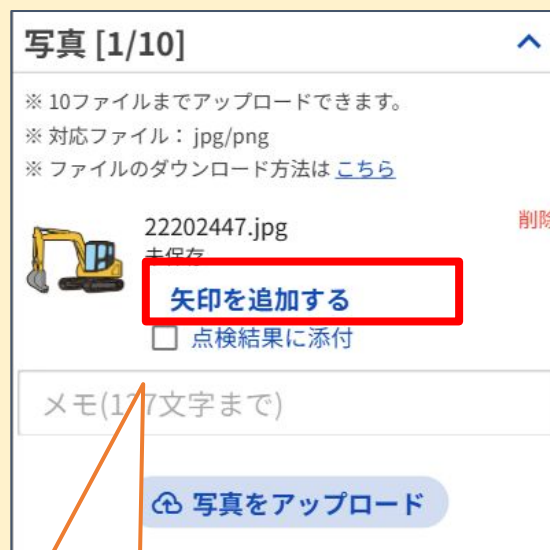 写真 [1/10]
※ 10ファイルまでアップロードできます。
※ 対応ファイル： jpg/png
※ ファイルのダウンロード方法は こちら
22202447.jpg
削除
未保存
矢印を追加する
点検結果に添付
メモ(127文字まで)
写真をアップロード